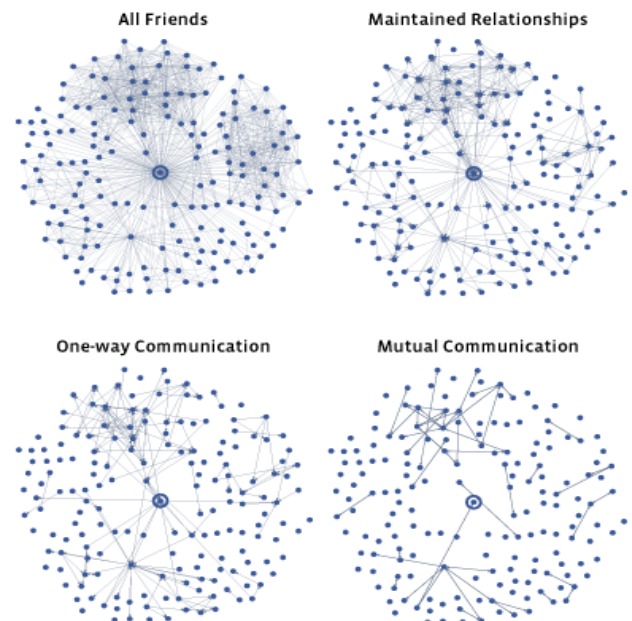 All Friends
Maintained Relationships
One-way Communication
Mutual Communication